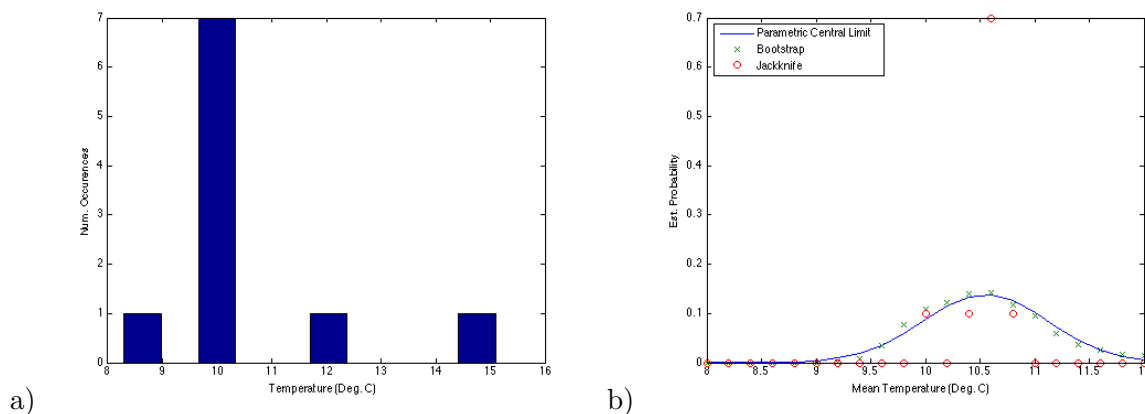 7
6
5
4
3
2
1
0
Num. Occurences
8 9 10 11 12 13 14 15 16
Temperature (Deg. C)
a)
0.7
0.6
0.5
0.4
0.3
0.2
0.1
0
Est. Probability
Parametric Central Limit
Bootstrap
Jackknife
8 8.5 9 9.5 10 10.5 11 11.5
Mean Temperature (Deg. C)
b)